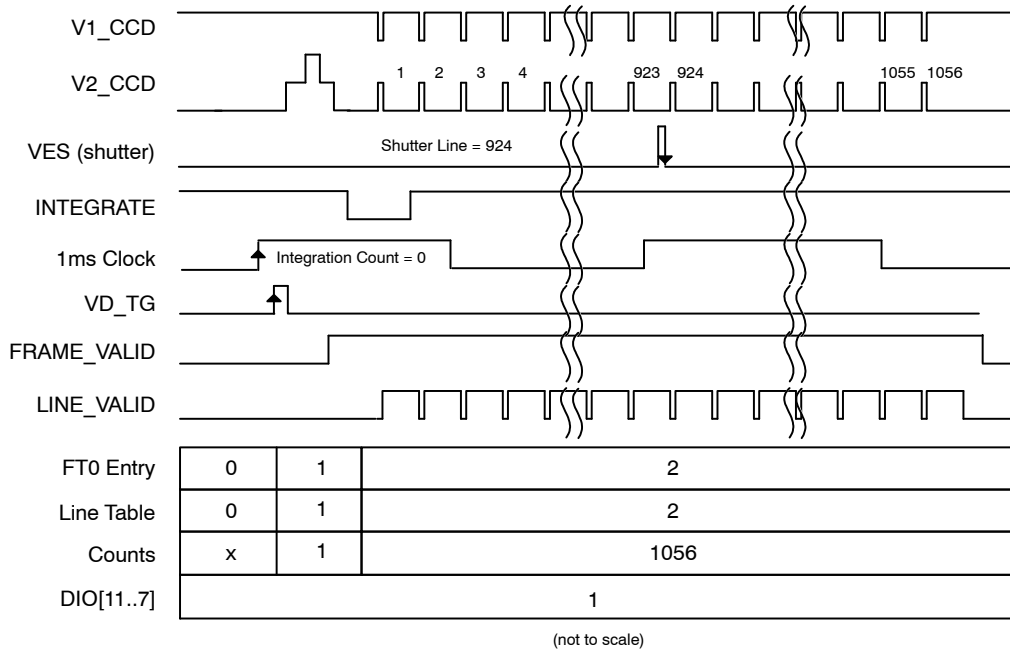 V1_CCD
V2_CCD
1 2 3 4 923 924 1055 1056
VES (shutter)
Shutter Line = 924
INTEGRATE
1ms Clock
Integration Count = 0
VD_TG
FRAME_VALID
LINE_VALID
FT0 Entry 0 1 2
Line Table 0 1 2
Counts x 1 1056
DIO[11..7] 1
(not to scale)